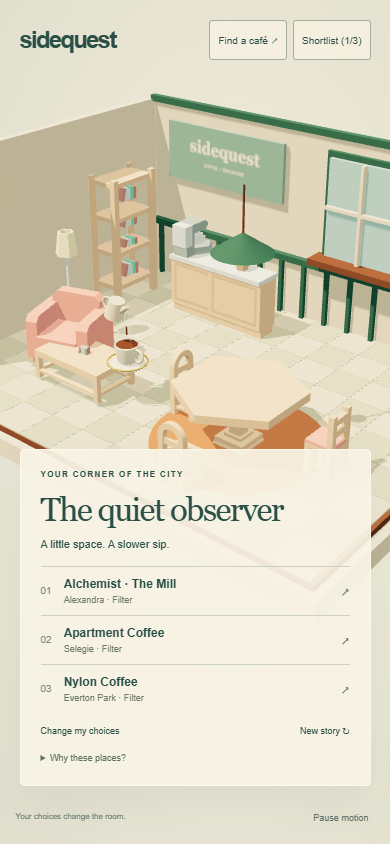 sidequest
Find a café ↗
Shortlist (1/3)
sidequest
COFFEE / SINGAPORE
YOUR CORNER OF THE CITY
The quiet observer
A little space. A slower sip.
01 Alchemist · The Mill ↗
Alexandra · Filter
02 Apartment Coffee ↗
Selegie · Filter
03 Nylon Coffee ↗
Everton Park · Filter
Change my choices
New story ↻
▶ Why these places?
Your choices change the room.
Pause motion